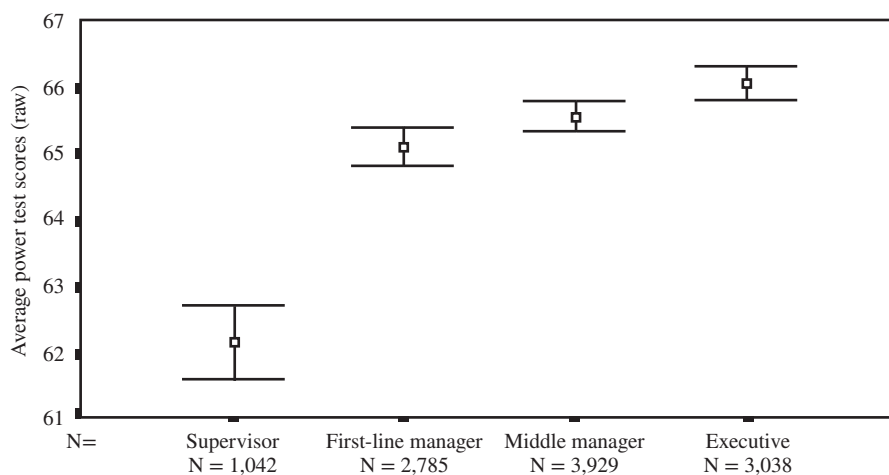 67
66
65
64
63
62
61
Average power test scores (raw)
N=
Supervisor
N = 1,042
First-line manager
N = 2,785
Middle manager
N = 3,929
Executive
N = 3,038